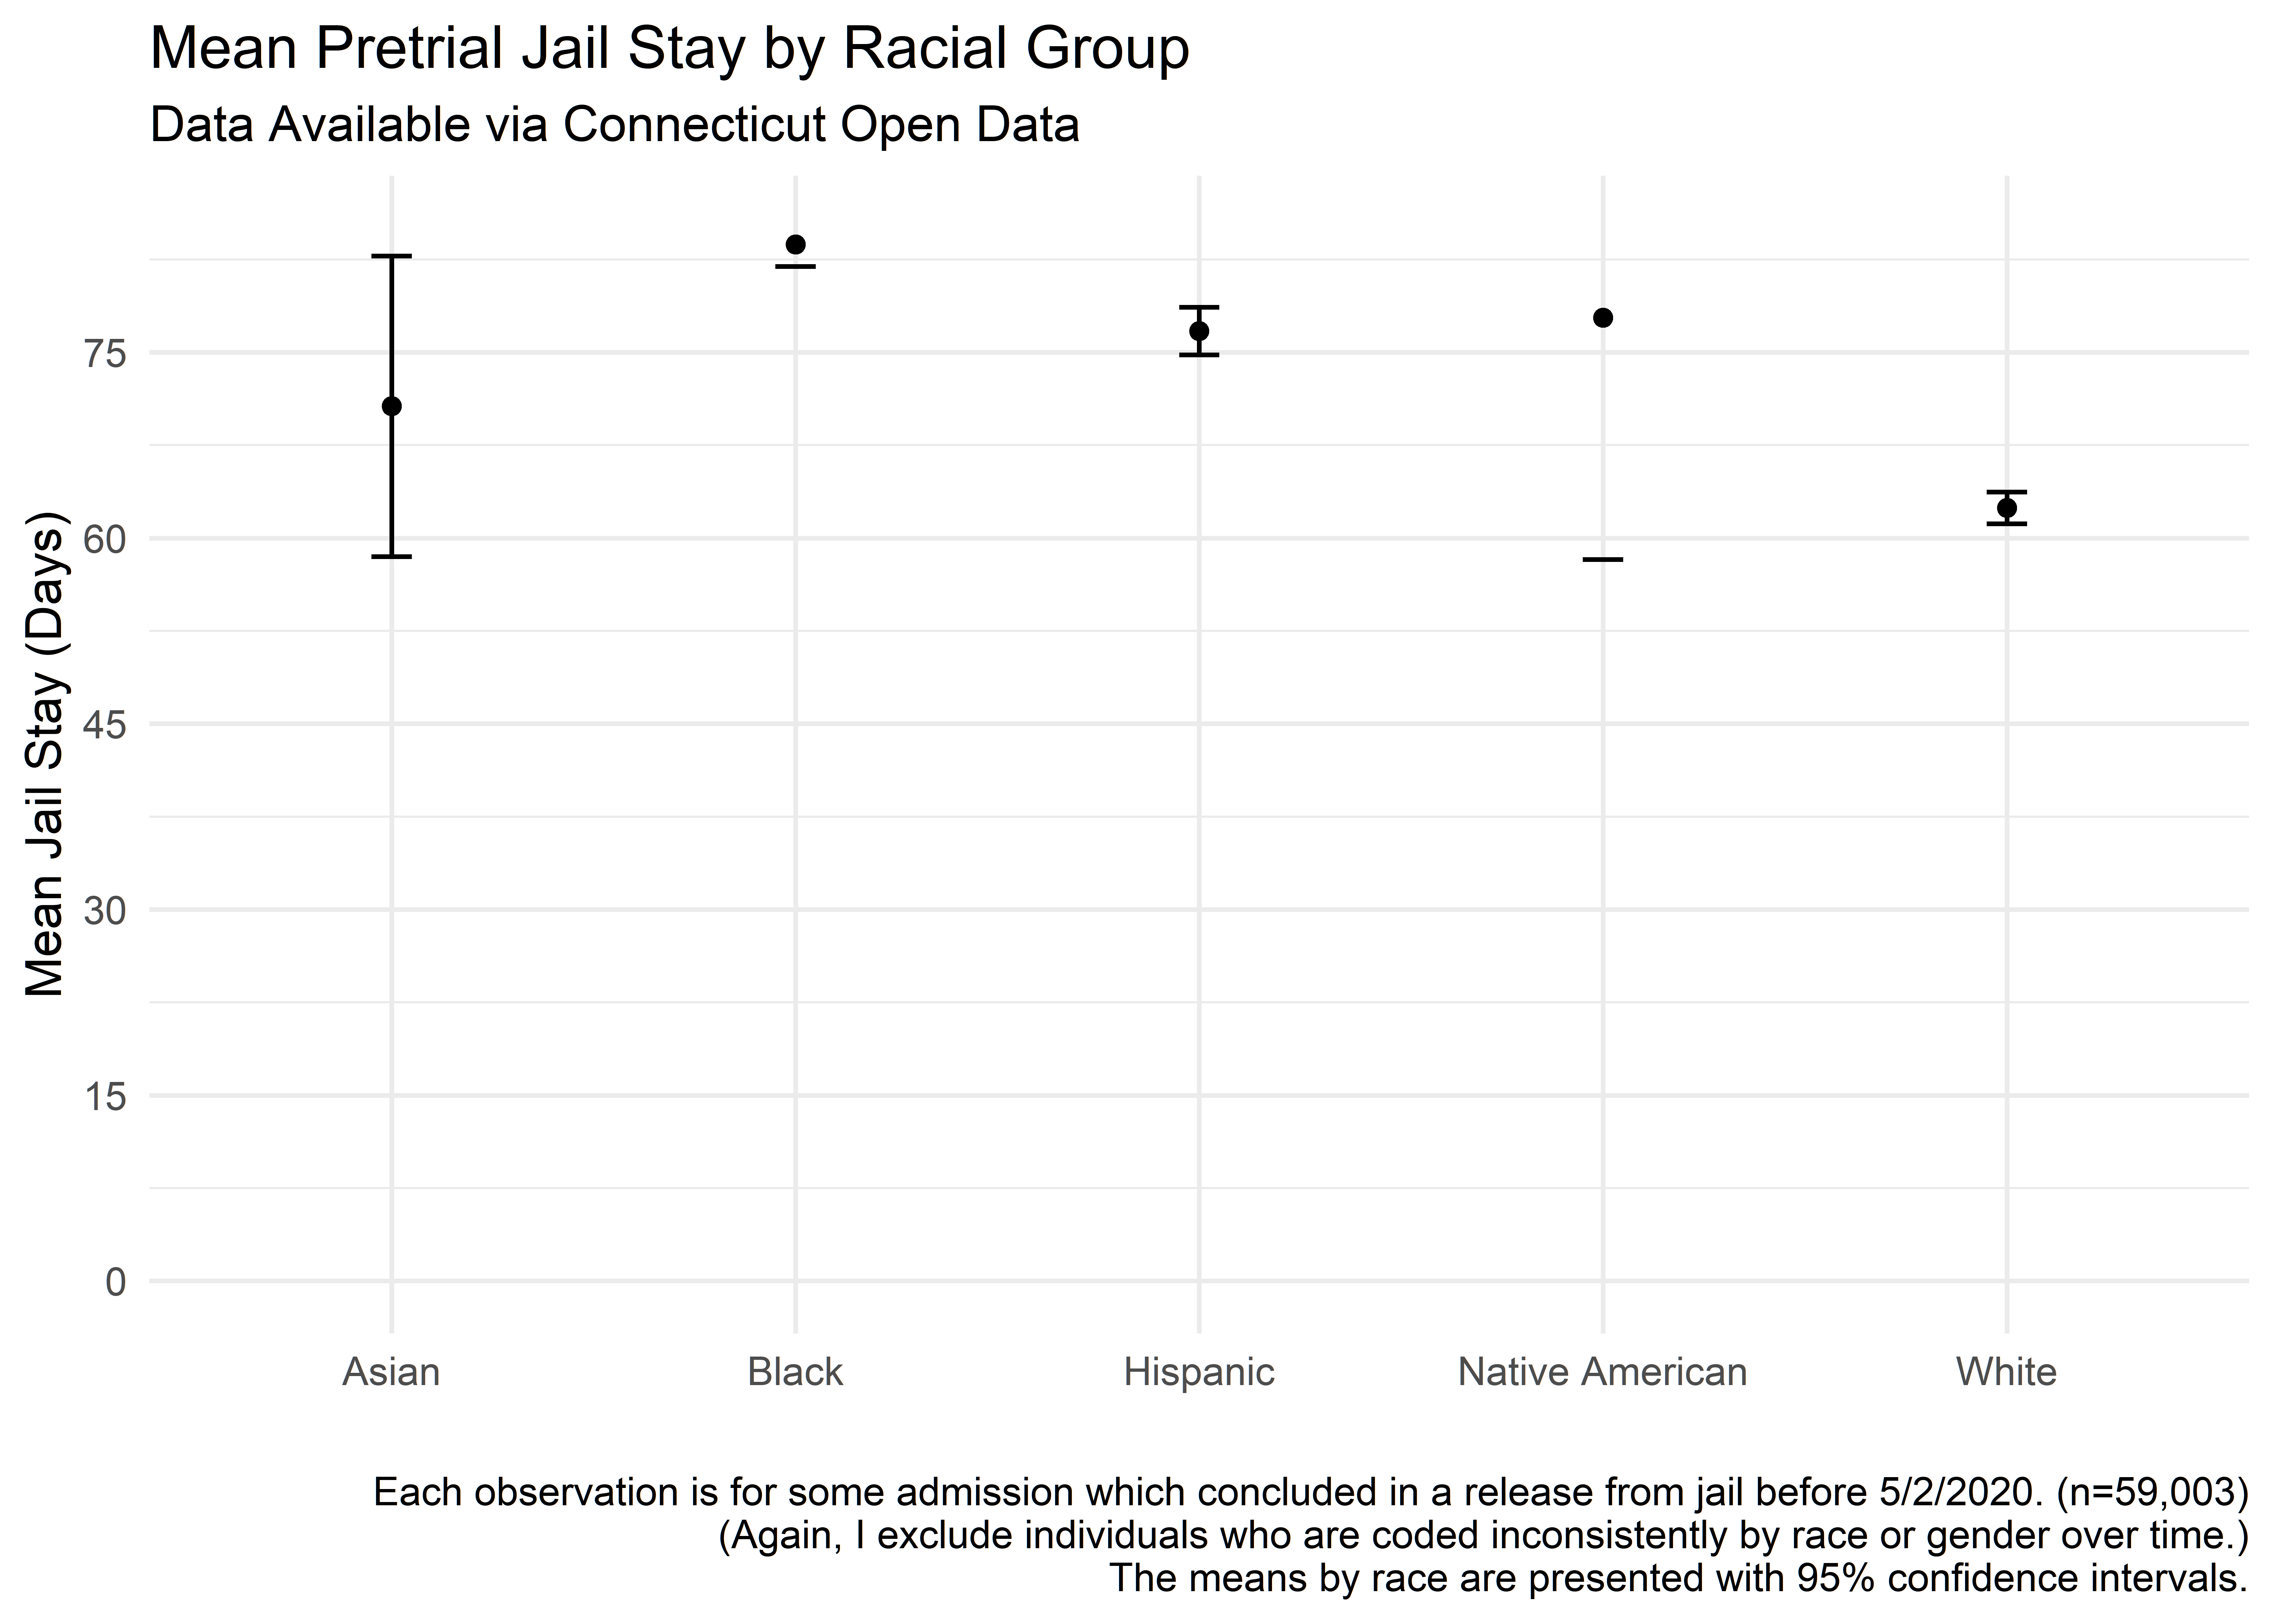 Mean Pretrial Jail Stay by Racial Group
Data Available via Connecticut Open Data
Mean Jail Stay (Days)
75
60
45
30
15
0
Asian
Black
Hispanic
Native American
White
Each observation is for some admission which concluded in a release from jail before 5/2/2020. (n=59,003)
(Again, I exclude individuals who are coded inconsistently by race or gender over time.)
The means by race are presented with 95% confidence intervals.